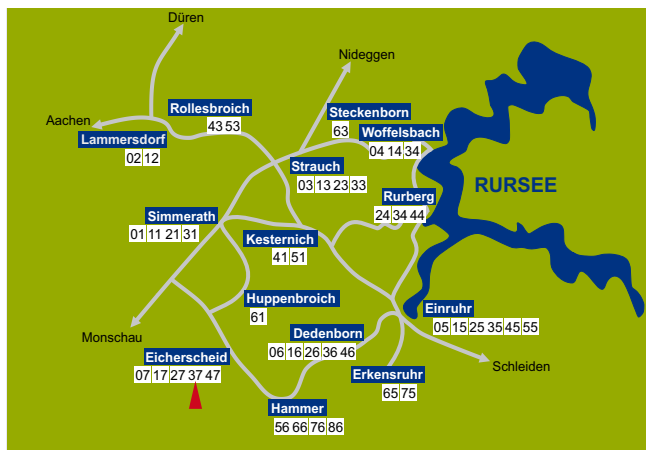 Düren
Nideggen
Aachen
Rollesbroich
43 53
Steckenborn
63
Lammersdorf
02 12
Woffelsbach
04 14 34
Strauch
03 13 23 33
RURSEE
Rurberg
24 34 44
Simmerath
01 11 21 31
Kesternich
41 51
Huppenbroich
61
Einruhr
05 15 25 35 45 55
Monschau
Dedenborn
06 16 26 36 46
Schleiden
Eicherscheid
07 17 27 37 47
Erkensruhr
65 75
Hammer
56 66 76 86